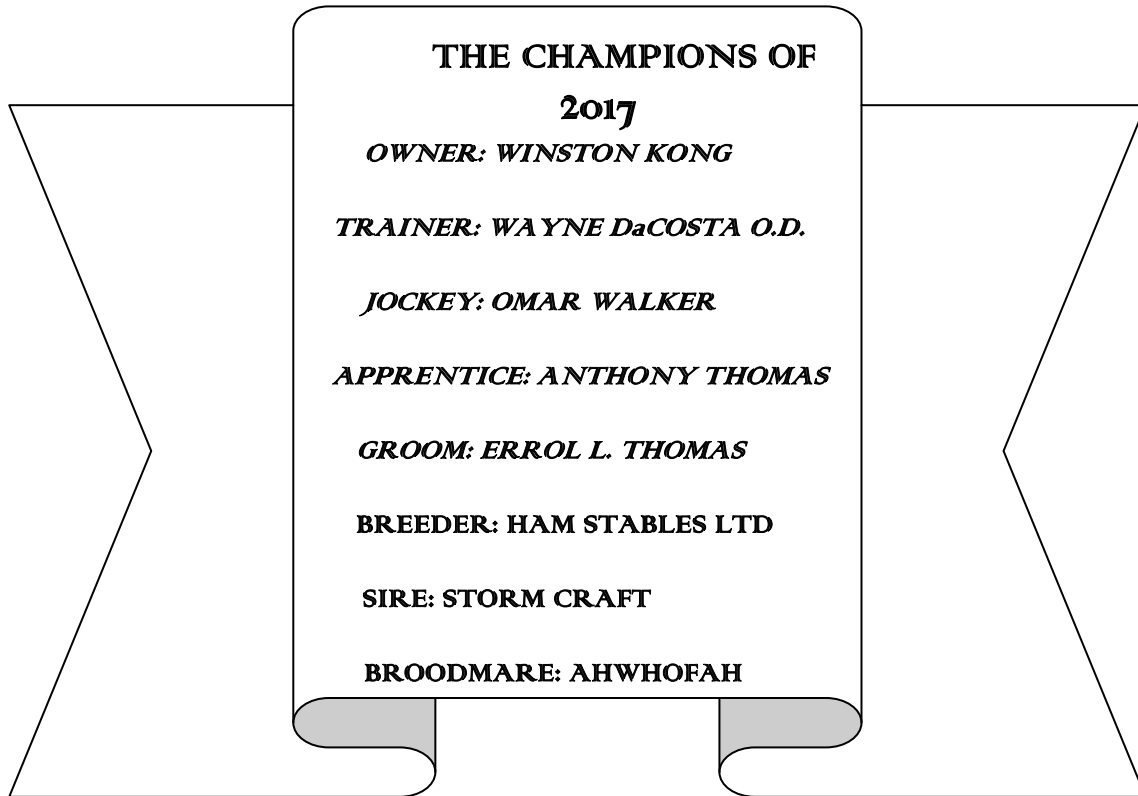 THE CHAMPIONS OF
2017
OWNER: WINSTON KONG
TRAINER: WAYNE DaCOSTA O.D.
JOCKEY: OMAR WALKER
APPRENTICE: ANTHONY THOMAS
GROOM: ERROL L. THOMAS
BREEDER: HAM STABLES LTD
SIRE: STORM CRAFT
BROODMARE: AHWHOFAH